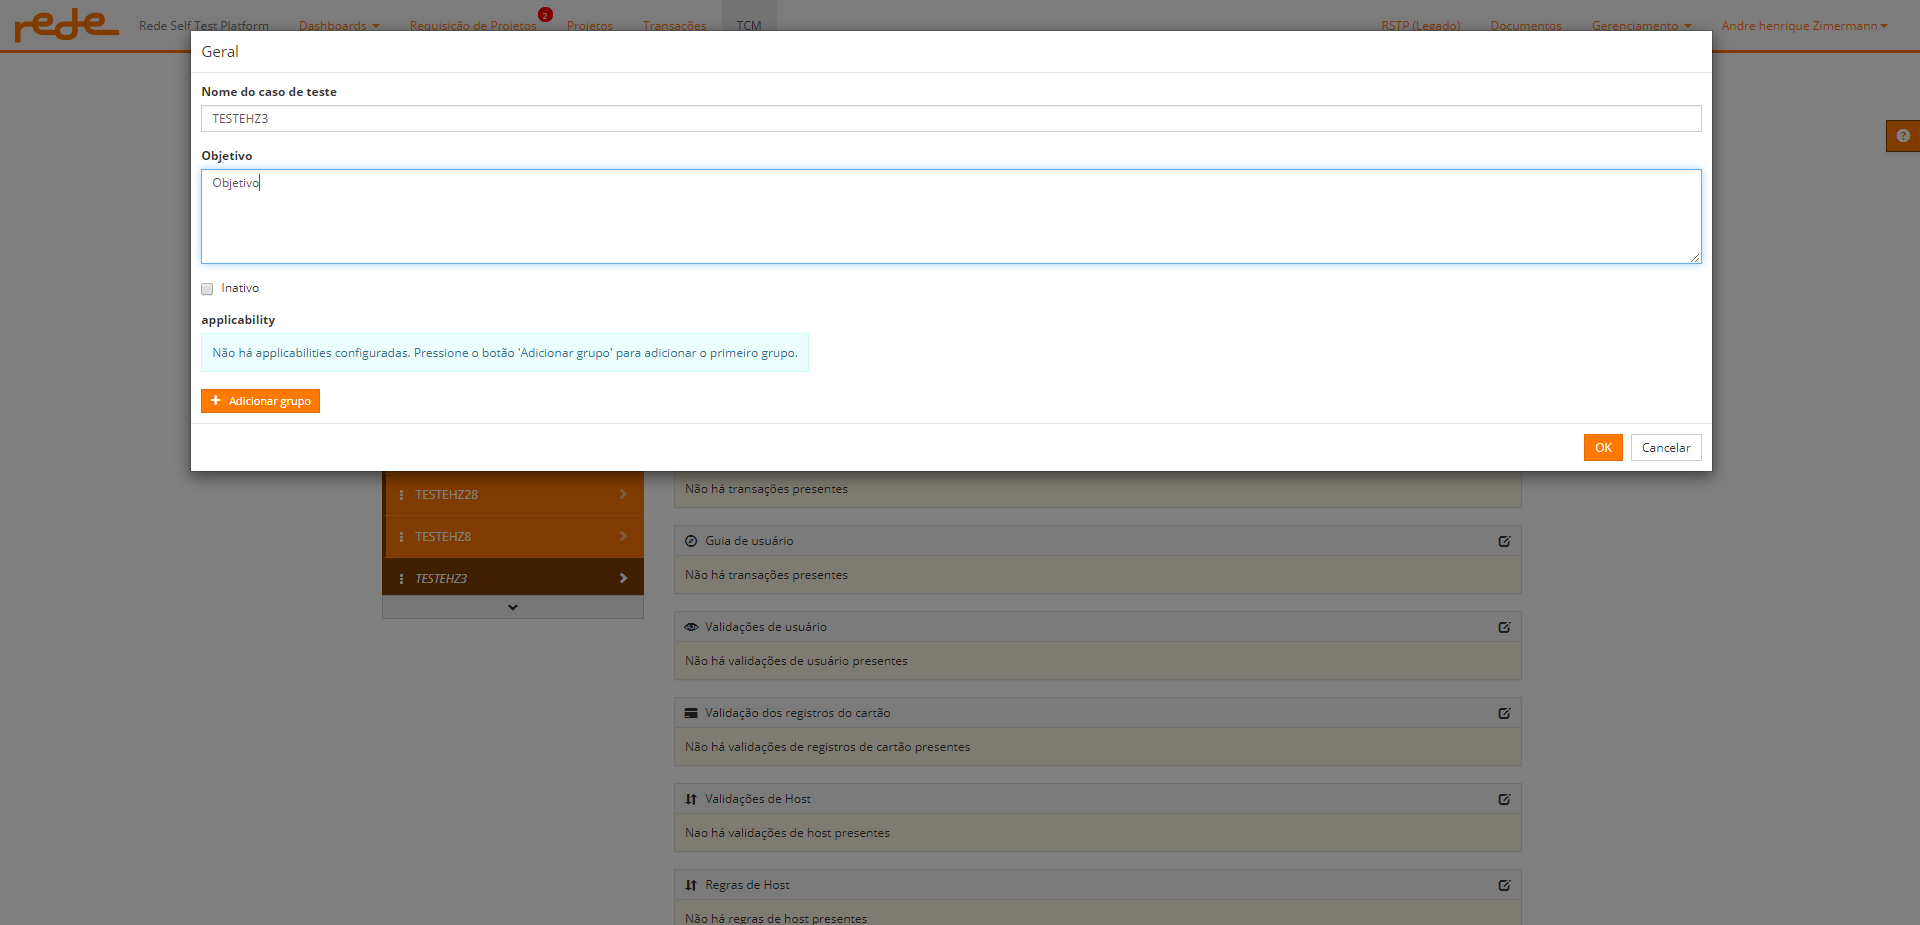 rede Rede Self Test Platform Dashboards Requisição de Projetos 2 Projetos Transações TCM RSTP (Legado) Documentos Gerenciamento Andre henrique Zimermann
Geral
Nome do caso de teste
TESTEHZ3
Objetivo
Objetivo
Inativo
applicability
Não há applicabilities configuradas. Pressione o botão 'Adicionar grupo' para adicionar o primeiro grupo.
Adicionar grupo
OK Cancelar
TESTEHZ28
TESTEHZ8
TESTEHZ3
Não há transações presentes
Guia de usuário
Não há transações presentes
Validações de usuário
Não há validações de usuário presentes
Validação dos registros do cartão
Não há validações de registros de cartão presentes
Validações de Host
Nao há validações de host presentes
Regras de Host
Não há regras de host presentes